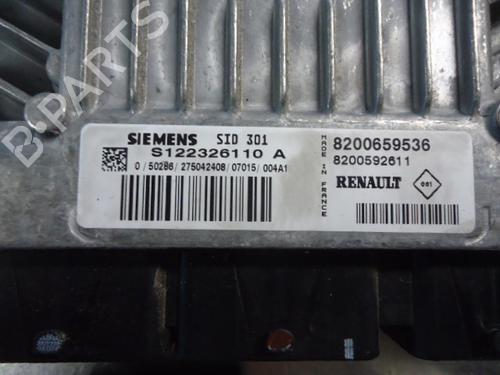 B-PARTS
SIEMENS SID 301
S122326110 A
0/50286/275042408/07015/004A1
MADE IN FRANCE
8200659536
8200592611
RENAULT